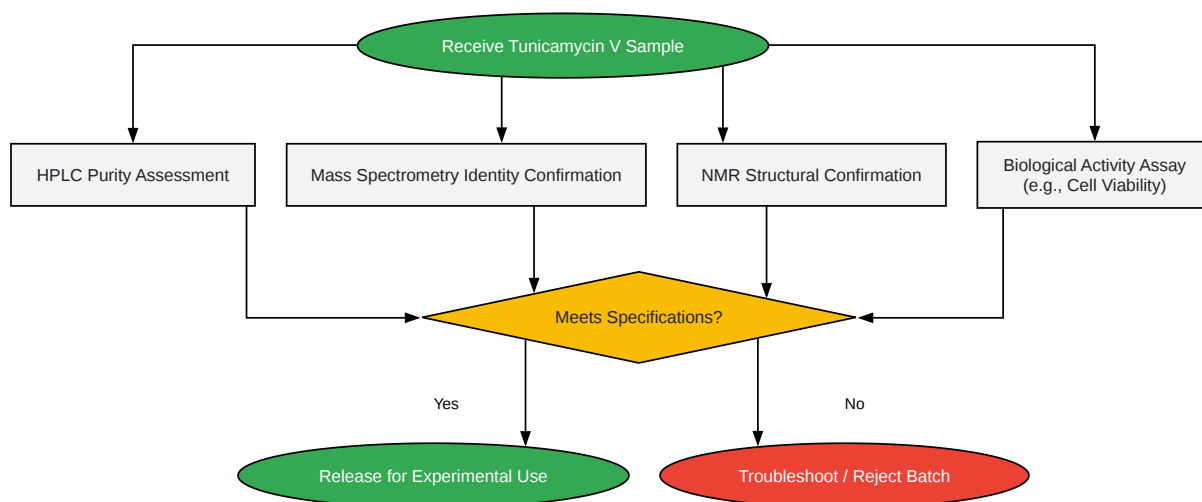 Receive Tunicamycin V Sample
HPLC Purity Assessment
Mass Spectrometry Identity Confirmation
NMR Structural Confirmation
Biological Activity Assay
(e.g., Cell Viability)
Meets Specifications?
Yes
No
Release for Experimental Use
Troubleshoot / Reject Batch